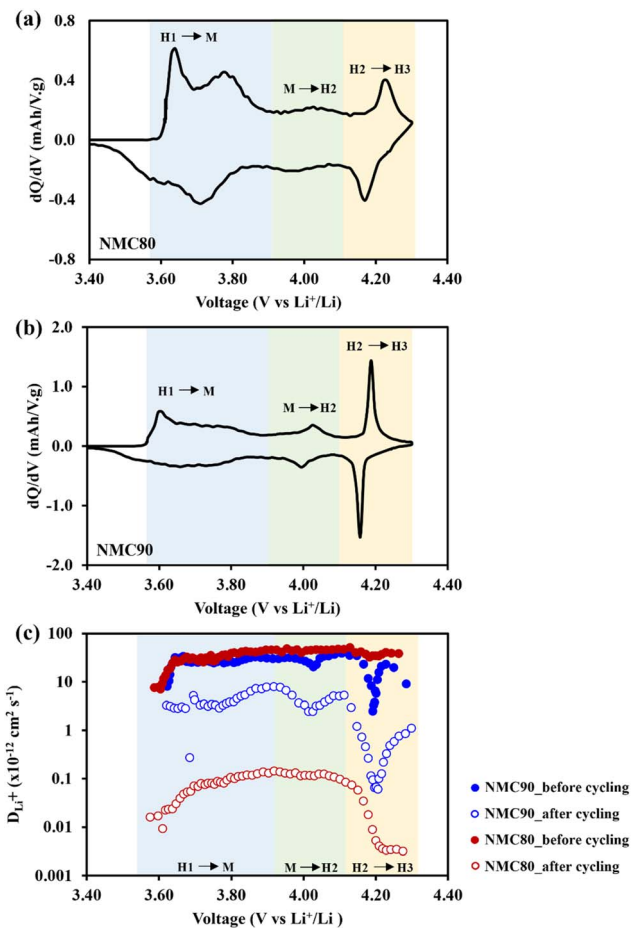 (a)
0.8
H1 → M
H2 → H3
M → H2
0.4
0.0
-0.4
-0.8
dQ/dV (mAh/V.g)
NMC80
3.40 3.60 3.80 4.00 4.20 4.40
Voltage (V vs Li⁺/Li)
(b)
2.0
H2 → H3
H1 → M
M → H2
1.0
0.0
-1.0
-2.0
dQ/dV (mAh/V.g)
NMC90
3.40 3.60 3.80 4.00 4.20 4.40
Voltage (V vs Li⁺/Li)
(c)
100
10
1
0.1
0.01
0.001
D_Li+ (x10⁻¹² cm² s⁻¹)
H1 → M M → H2 H2 → H3
3.40 3.60 3.80 4.00 4.20 4.40
Voltage (V vs Li⁺/Li )
NMC90_before cycling
NMC90_after cycling
NMC80_before cycling
NMC80_after cycling